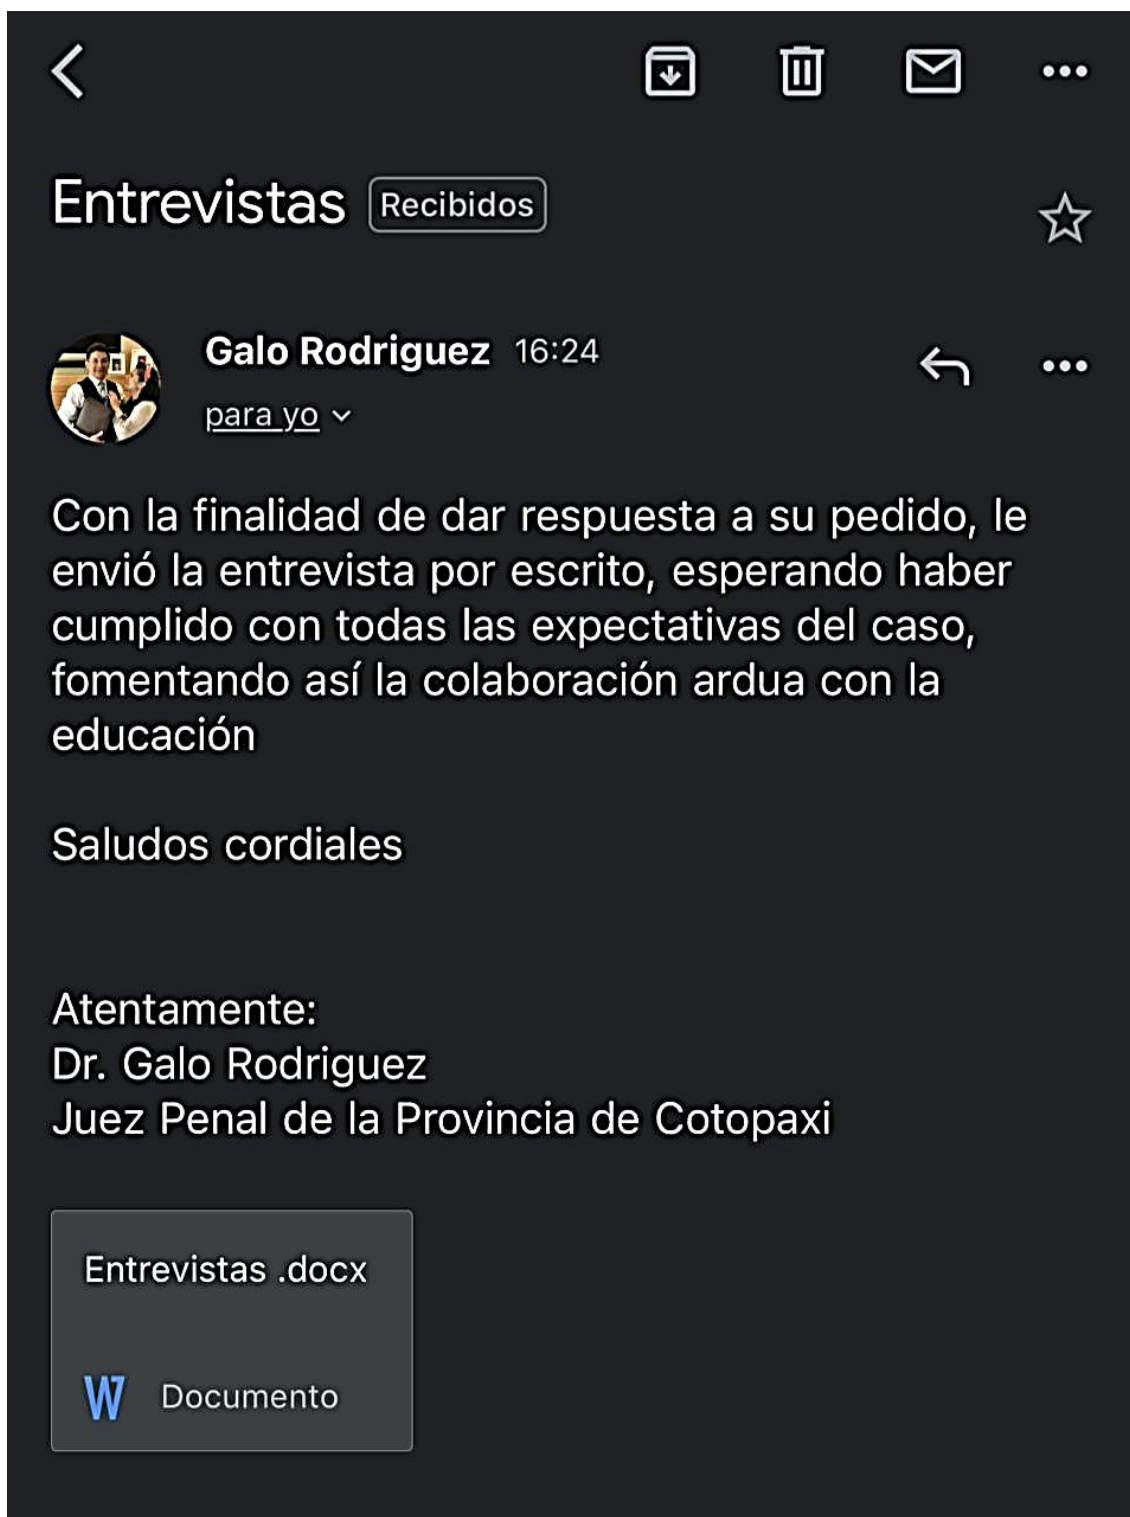 Entrevistas Recibidos
Galo Rodriguez 16:24
para yo
Con la finalidad de dar respuesta a su pedido, le
envió la entrevista por escrito, esperando haber
cumplido con todas las expectativas del caso,
fomentando así la colaboración ardua con la
educación
Saludos cordiales
Atentamente:
Dr. Galo Rodriguez
Juez Penal de la Provincia de Cotopaxi
Entrevistas .docx
W Documento